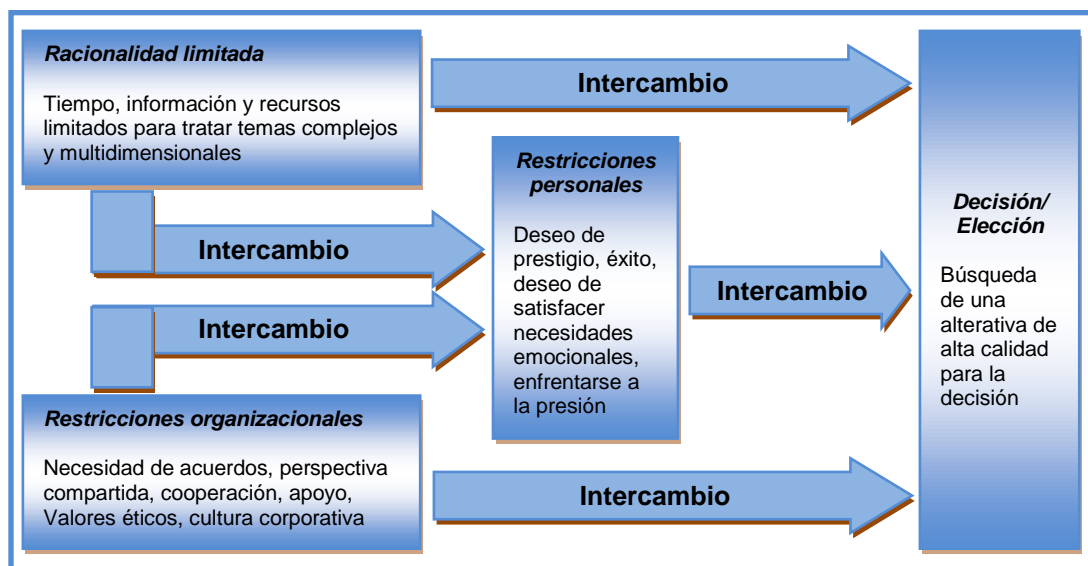 Racionalidad limitada
Tiempo, información y recursos
limitados para tratar temas complejos
y multidimensionales
Intercambio
Intercambio
Intercambio
Restricciones
personales
Deseo de
prestigio, éxito,
deseo de
satisfacer
necesidades
emocionales,
enfrentarse a
la presión
Intercambio
Restricciones organizacionales
Necesidad de acuerdos, perspectiva
compartida, cooperación, apoyo,
Valores éticos, cultura corporativa
Intercambio
Decisión/
Elección
Búsqueda
de una
alterativa de
alta calidad
para la
decisión